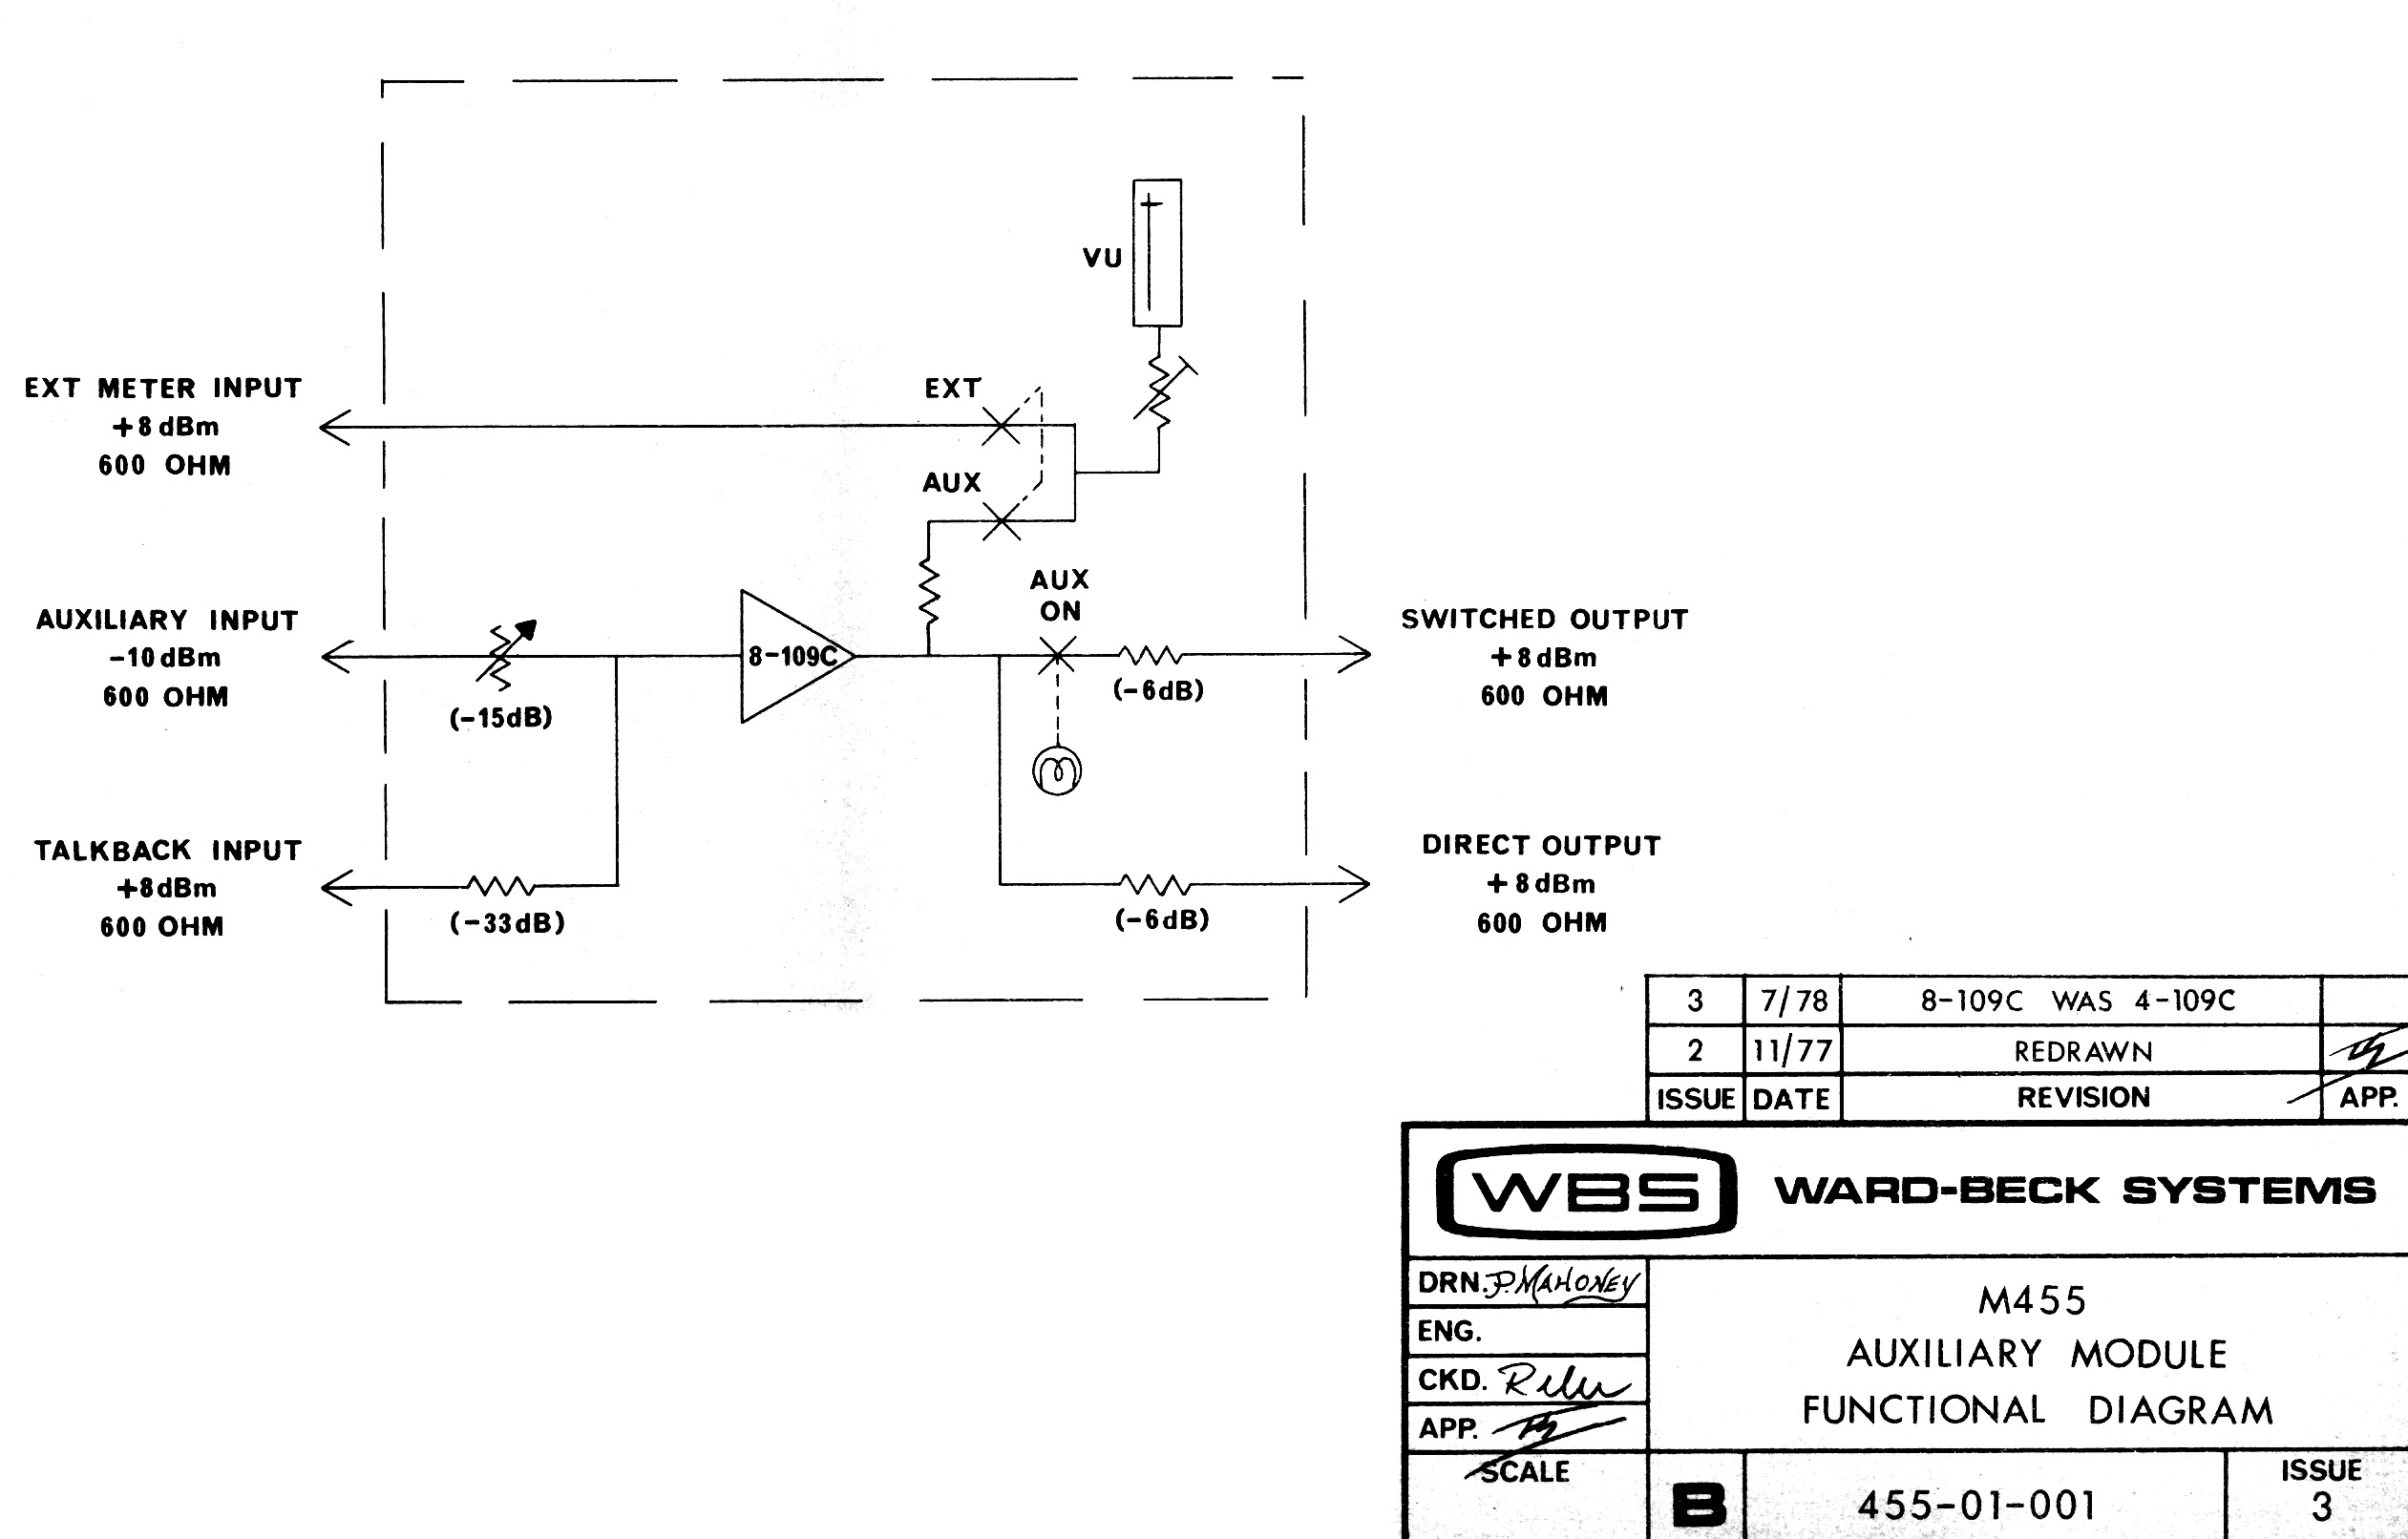 VU
EXT METER INPUT
+8 dBm
600 OHM
EXT
AUX
AUX
ON
AUXILIARY INPUT
-10 dBm
600 OHM
(-15dB)
8-109C
(-6dB)
SWITCHED OUTPUT
+8 dBm
600 OHM
TALKBACK INPUT
+8dBm
600 OHM
(-33dB)
(-6dB)
DIRECT OUTPUT
+8 dBm
600 OHM
3 7/78 8-109C WAS 4-109C
2 11/77 REDRAWN
ISSUE DATE REVISION APP.
WBS WARD-BECK SYSTEMS
DRN. P. MAHONEY
ENG.
CKD.
APP.
SCALE
M455
AUXILIARY MODULE
FUNCTIONAL DIAGRAM
B 455-01-001
ISSUE
3